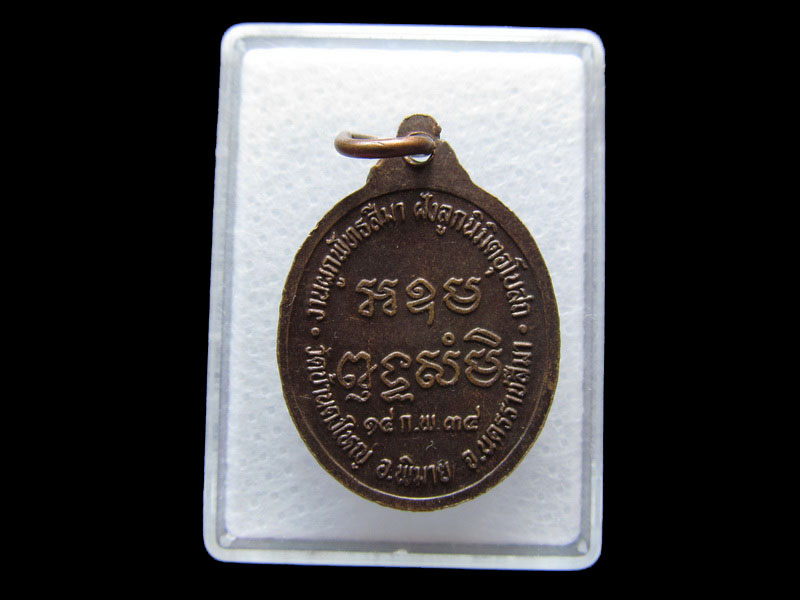 งานผูกพัทธสีมา ฝังลูกนิมิตอุโบสถ
๑๔ ก.พ. ๓๔
วัดบ้านดงใหญ่ อ.พิมาย จ.นครราชสีมา